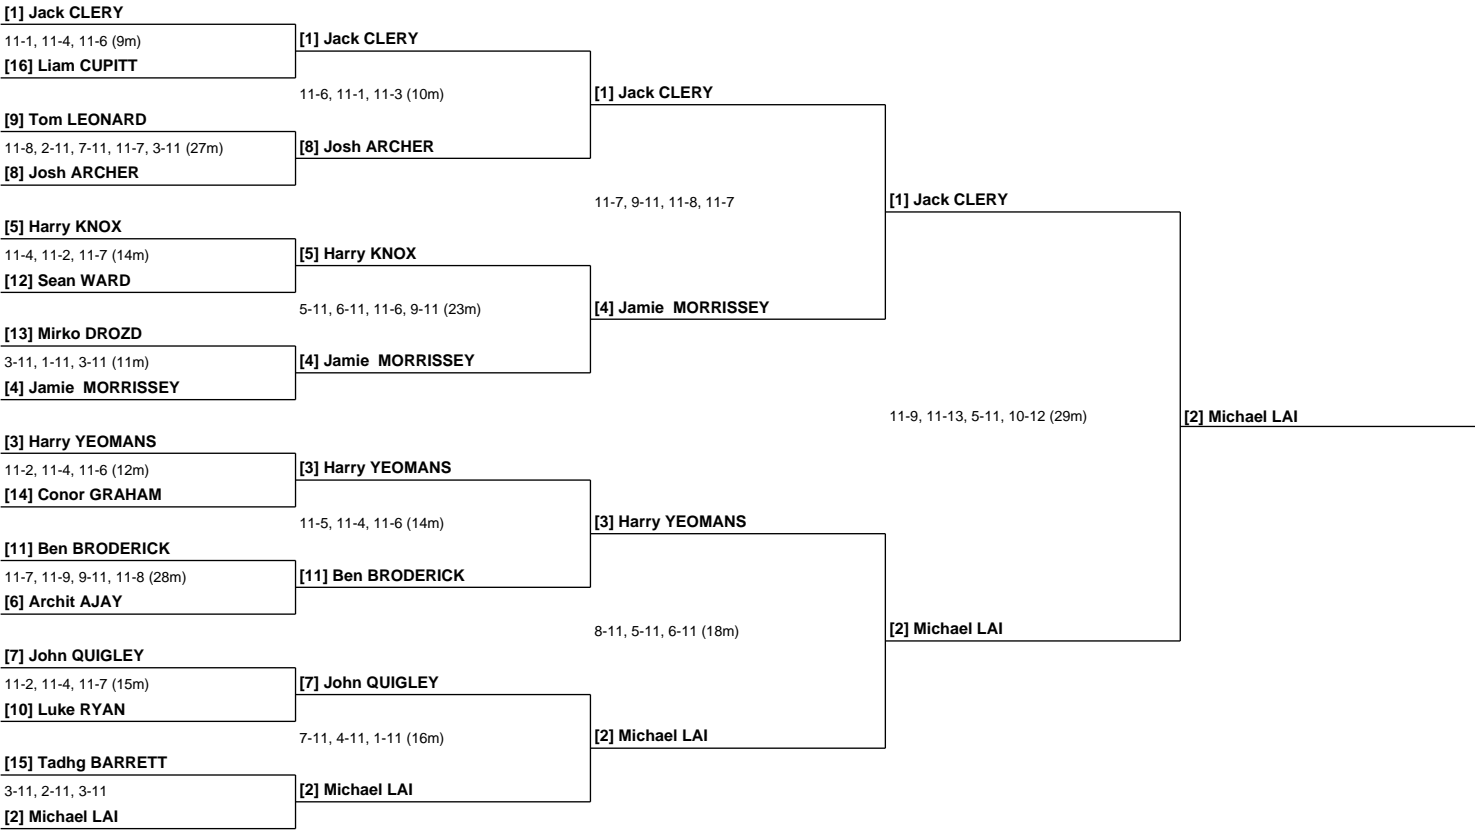 [1] Jack CLERY
11-1, 11-4, 11-6 (9m)
[16] Liam CUPITT
[9] Tom LEONARD
11-8, 2-11, 7-11, 11-7, 3-11 (27m)
[8] Josh ARCHER
[5] Harry KNOX
11-4, 11-2, 11-7 (14m)
[12] Sean WARD
[13] Mirko DROZD
3-11, 1-11, 3-11 (11m)
[4] Jamie  MORRISSEY
[3] Harry YEOMANS
11-2, 11-4, 11-6 (12m)
[14] Conor GRAHAM
[11] Ben BRODERICK
11-7, 11-9, 9-11, 11-8 (28m)
[6] Archit AJAY
[7] John QUIGLEY
11-2, 11-4, 11-7 (15m)
[10] Luke RYAN
[15] Tadhg BARRETT
3-11, 2-11, 3-11
[2] Michael LAI
[1] Jack CLERY
11-6, 11-1, 11-3 (10m)
[8] Josh ARCHER
[5] Harry KNOX
5-11, 6-11, 11-6, 9-11 (23m)
[4] Jamie  MORRISSEY
[3] Harry YEOMANS
11-5, 11-4, 11-6 (14m)
[11] Ben BRODERICK
[7] John QUIGLEY
7-11, 4-11, 1-11 (16m)
[2] Michael LAI
[1] Jack CLERY
11-7, 9-11, 11-8, 11-7
[4] Jamie  MORRISSEY
[3] Harry YEOMANS
8-11, 5-11, 6-11 (18m)
[2] Michael LAI
[1] Jack CLERY
11-9, 11-13, 5-11, 10-12 (29m)
[2] Michael LAI
[2] Michael LAI